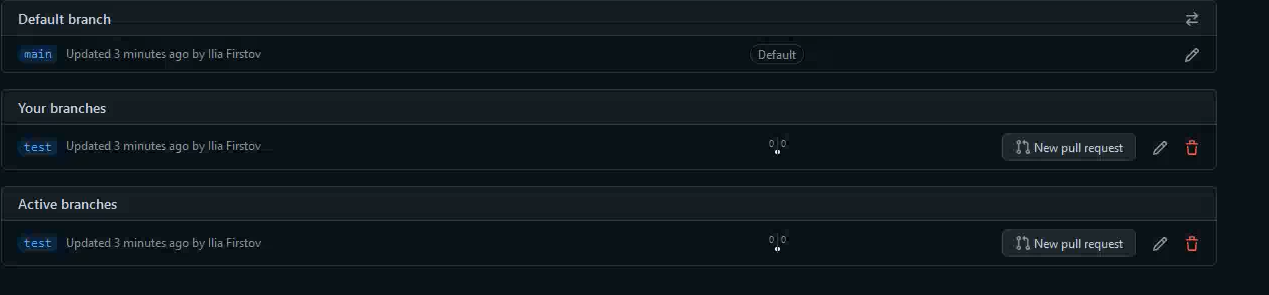 Default branch
main Updated 3 minutes ago by Ilia Firstov Default
Your branches
test Updated 3 minutes ago by Ilia Firstov 0 0 New pull request
Active branches
test Updated 3 minutes ago by Ilia Firstov 0 0 New pull request